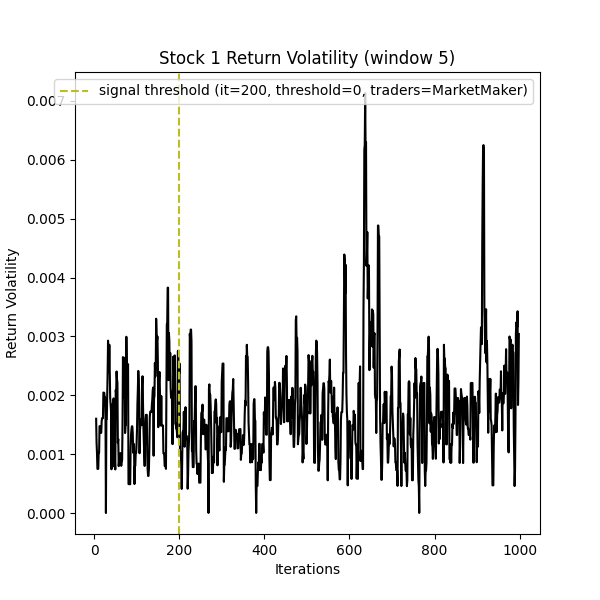 Stock 1 Return Volatility (window 5)
signal threshold (it=200, threshold=0, traders=MarketMaker)
0.007
0.006
0.005
0.004
0.003
0.002
0.001
0.000
Return Volatility
0 200 400 600 800 1000
Iterations